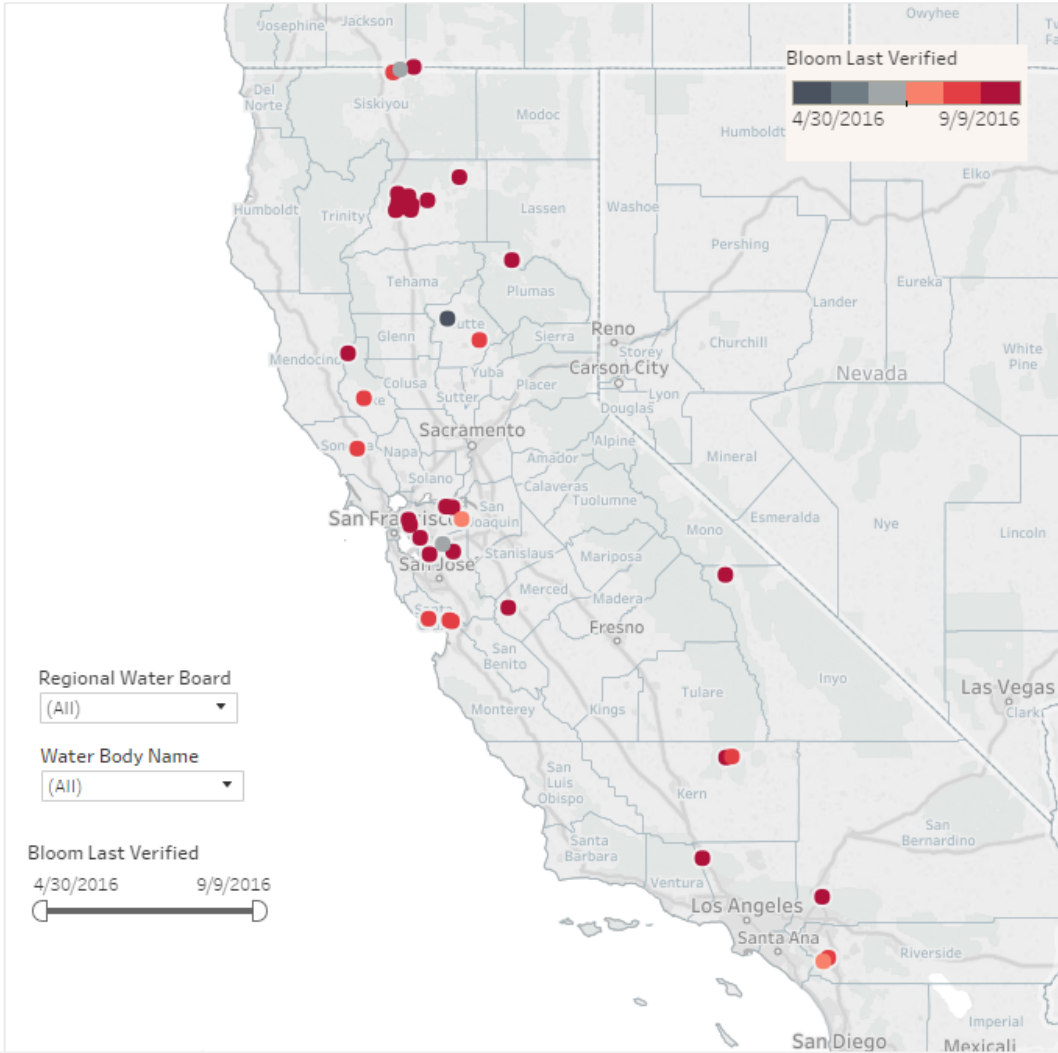 Josephine
Jackson
Owyhee
Bloom Last Verified
4/30/2016
9/9/2016
Del
Norte
Siskiyou
Modoc
Humboldt
Elko
Humboldt
Trinity
Lassen
Washoe
Pershing
Tehama
Plumas
Eureka
Lander
Glenn
utte
Sierra
Reno
Storey
Churchill
Mendocino
Carson City
White
Pine
Nevada
Colusa
Yuba
Placer
Lyon
ke
Sutter
Douglas
Sacramento
Alpine
Napa
Amador
Mineral
Solano
Calaveras
Tuolumne
San
Joaquin
San Francisco
Mono
Esmeralda
Nye
Lincoln
Stanislaus
Mariposa
San Jose
Merced
Madera
Santa
Fresno
San
Benito
Regional Water Board
(All)
Tulare
Inyo
Las Vegas
Clark
Monterey
Kings
Water Body Name
(All)
San
Luis
Obispo
Kern
San
Bernardino
Santa
Barbara
Bloom Last Verified
4/30/2016
9/9/2016
Ventura
Los Angeles
Santa Ana
Riverside
Imperial
San Diego
Mexicali